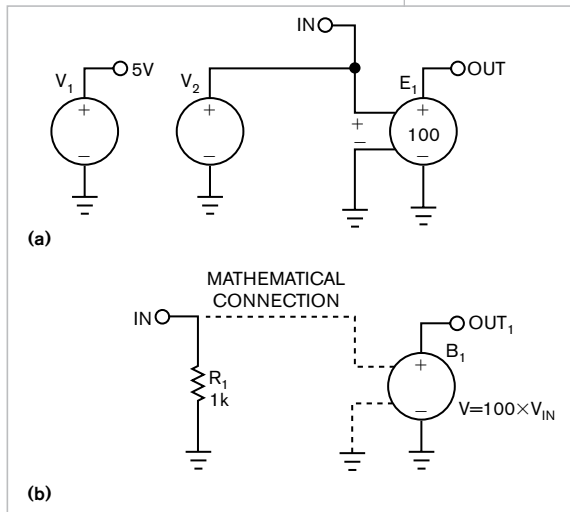 IN
V1
5V
V2
E1
OUT
+
−
+
−
+
−
100
+
−
(a)
MATHEMATICAL
CONNECTION
IN
OUT1
B1
R1
1k
+
−
V=100×VIN
(b)